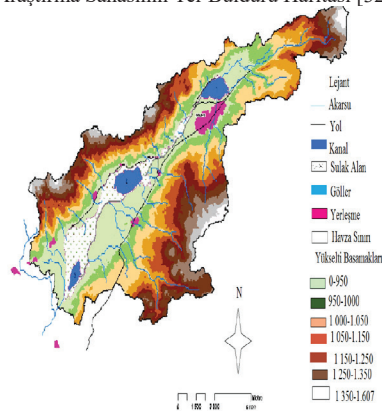 Araştırma Sahasının Yer Bulduru Haritası [32
Lejant
Akarsu
Yol
Kanal
Sulak Alan
Göller
Yerleşme
Havza Sınırı
Yükselti Basamakları
0-950
950-1000
1 000-1.050
1 050-1.150
1 150-1.250
1 250-1.350
1 350-1.607
N